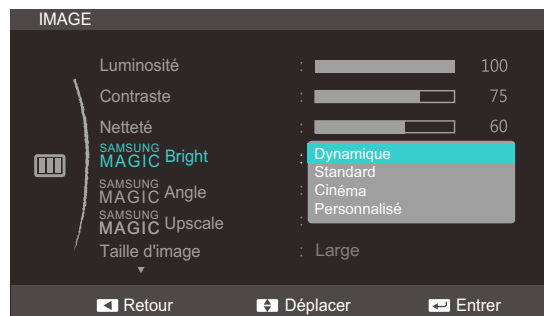 IMAGE
Luminosité : 100
Contraste : 75
Netteté : 60
SAMSUNG MAGIC Bright : Dynamique
Standard
SAMSUNG MAGIC Angle : Cinéma
Personnalisé
SAMSUNG MAGIC Upscale :
Taille d'image : Large
Retour Déplacer Entrer